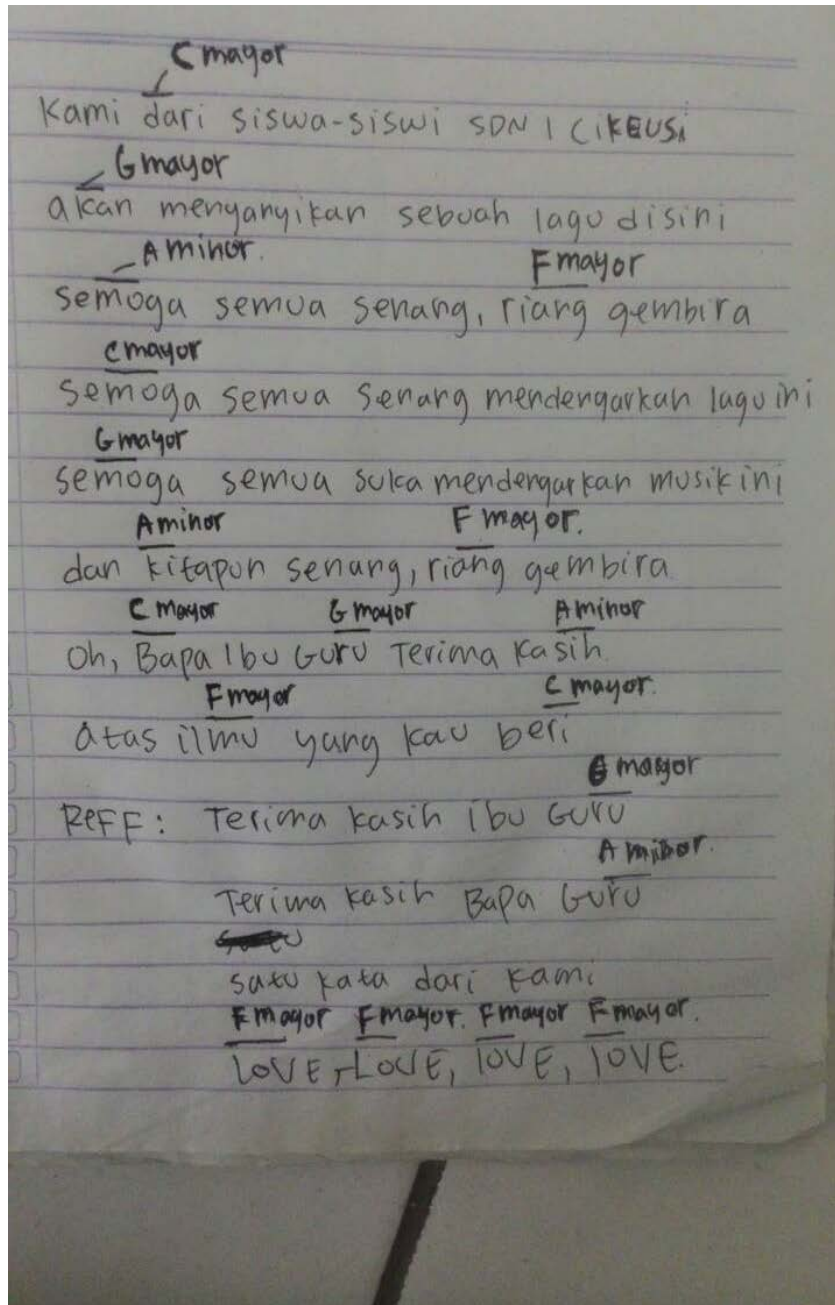 C mayor
Kami dari siswa-siswi SDN 1 CIKEUSI
G mayor
akan menyanyikan sebuah lagu disini
A minor. F mayor
semoga semua senang, riang gembira
C mayor
semoga semua senang mendengarkan lagu ini
G mayor
semoga semua suka mendengarkan musik ini
A minor F mayor.
dan kitapun senang, riang gembira.
C mayor G mayor A minor
Oh, Bapa Ibu Guru Terima Kasih.
F mayor C mayor.
atas ilmu yang kau beri
G mayor
REFF: Terima kasih ibu Guru
A minor.
Terima kasih Bapa Guru
satu kata dari kami
F mayor F mayor. F mayor F mayor.
LOVE, LOVE, LOVE, LOVE.